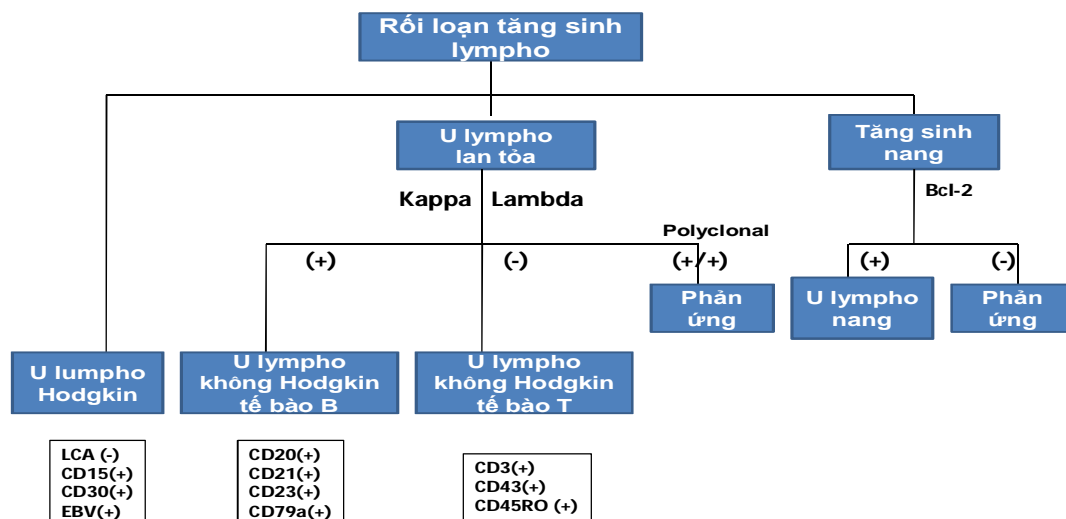 Rối loạn tăng sinh
lympho
U lympho
lan tỏa
Tăng sinh
nang
Kappa
Lambda
Bcl-2
Polyclonal
(+)
(-)
(+/+)
(+)
(-)
Phản
ứng
U lympho
nang
Phản
ứng
U lumpho
Hodgkin
U lympho
không Hodgkin
tế bào B
U lympho
không Hodgkin
tế bào T
LCA (-)
CD15(+)
CD30(+)
EBV(+)
CD20(+)
CD21(+)
CD23(+)
CD79a(+)
CD3(+)
CD43(+)
CD45RO (+)